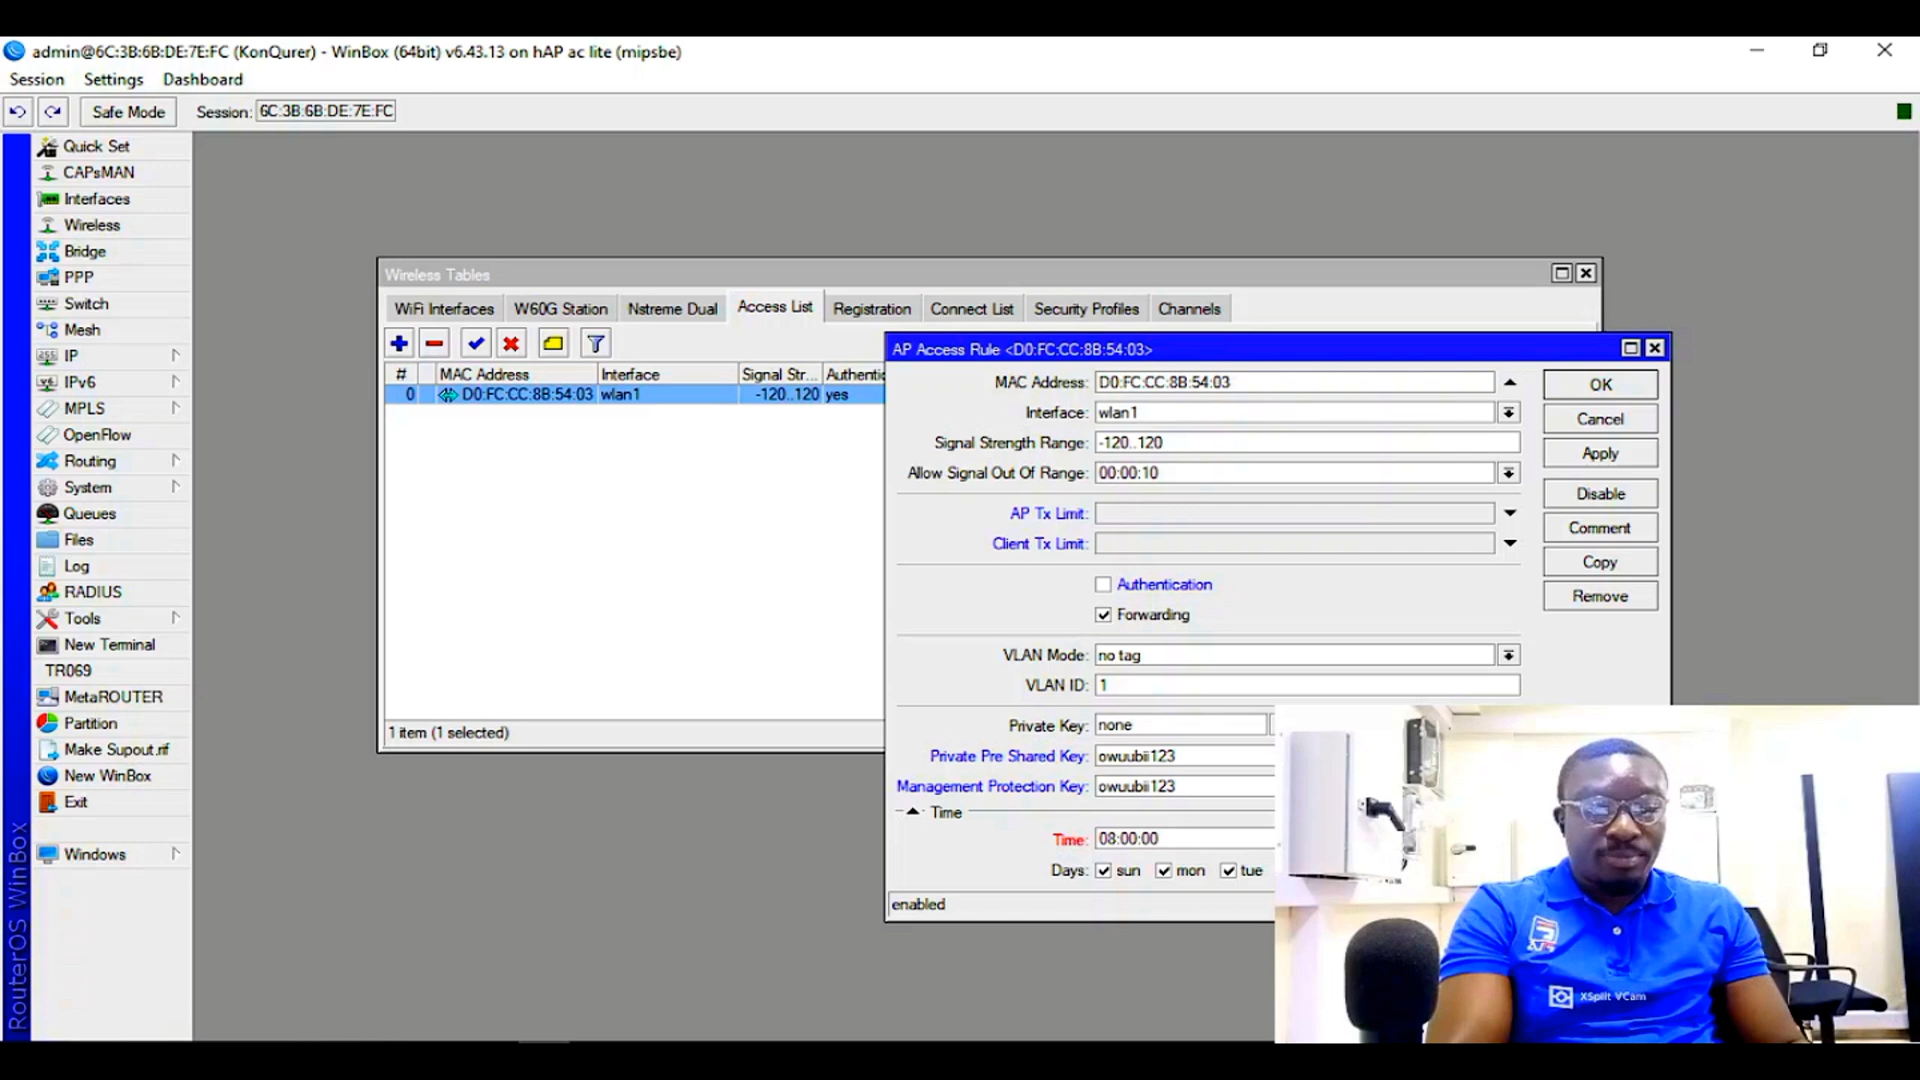 admin@6C:3B:6B:DE:7E:FC (KonQurer) - WinBox (64bit) v6.43.13 on hAP ac lite (mipsbe)
Session Settings Dashboard
Safe Mode Session: 6C:3B:6B:DE:7E:FC
Quick Set
CAPsMAN
Interfaces
Wireless
Bridge
PPP
Switch
Mesh
IP
IPv6
MPLS
OpenFlow
Routing
System
Queues
Files
Log
RADIUS
Tools
New Terminal
TR069
MetaROUTER
Partition
Make Supout.rif
New WinBox
Exit
Windows
RouterOS WinBox
Wireless Tables
WiFi Interfaces W60G Station Nstreme Dual Access List Registration Connect List Security Profiles Channels
# MAC Address Interface Signal Str... Authentic
0 D0:FC:CC:8B:54:03 wlan1 -120..120 yes
1 item (1 selected)
AP Access Rule <D0:FC:CC:8B:54:03>
MAC Address: D0:FC:CC:8B:54:03
Interface: wlan1
Signal Strength Range: -120..120
Allow Signal Out Of Range: 00:00:10
AP Tx Limit:
Client Tx Limit:
Authentication
Forwarding
VLAN Mode: no tag
VLAN ID: 1
Private Key: none
Private Pre Shared Key: owuubii123
Management Protection Key: owuubii123
Time
Time: 08:00:00
Days: sun mon tue
enabled
OK
Cancel
Apply
Disable
Comment
Copy
Remove
XSplit VCam